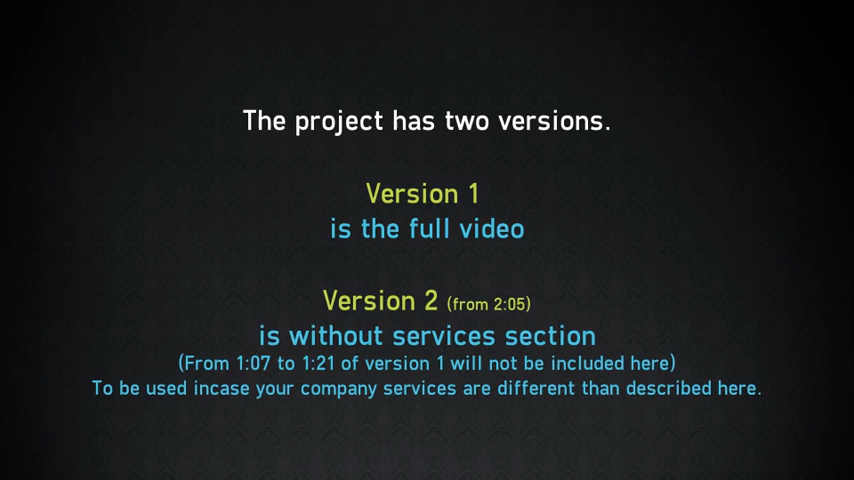 The project has two versions.
Version 1
is the full video
Version 2 (from 2:05)
is without services section
(From 1:07 to 1:21 of version 1 will not be included here)
To be used incase your company services are different than described here.